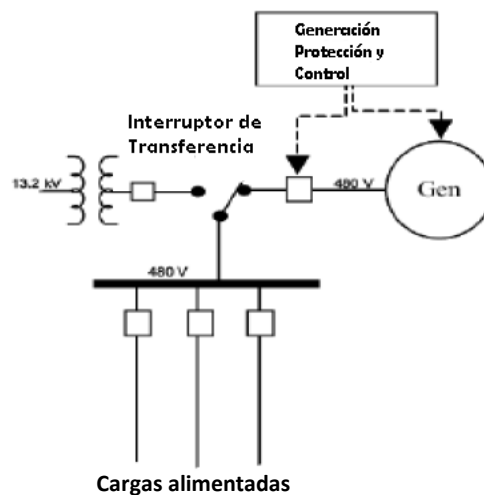 Generación
Protección y
Control
Interruptor de
Transferencia
13.2 kV
480 V
Gen
480 V
Cargas alimentadas